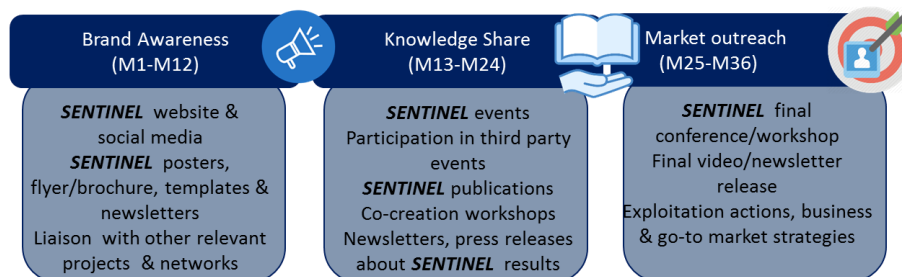 Brand Awareness
(M1-M12)
SENTINEL website &
social media
SENTINEL posters,
flyer/brochure, templates &
newsletters
Liaison with other relevant
projects & networks
Knowledge Share
(M13-M24)
SENTINEL events
Participation in third party
events
SENTINEL publications
Co-creation workshops
Newsletters, press releases
about SENTINEL results
Market outreach
(M25-M36)
SENTINEL final
conference/workshop
Final video/newsletter
release
Exploitation actions, business
& go-to market strategies